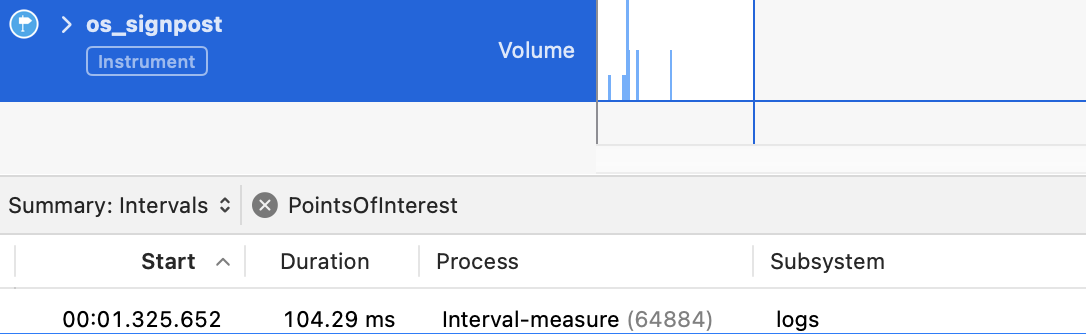 os_signpost
Instrument
Volume
Summary: Intervals PointsOfInterest
Start Duration Process Subsystem
00:01.325.652 104.29 ms Interval-measure (64884) logs